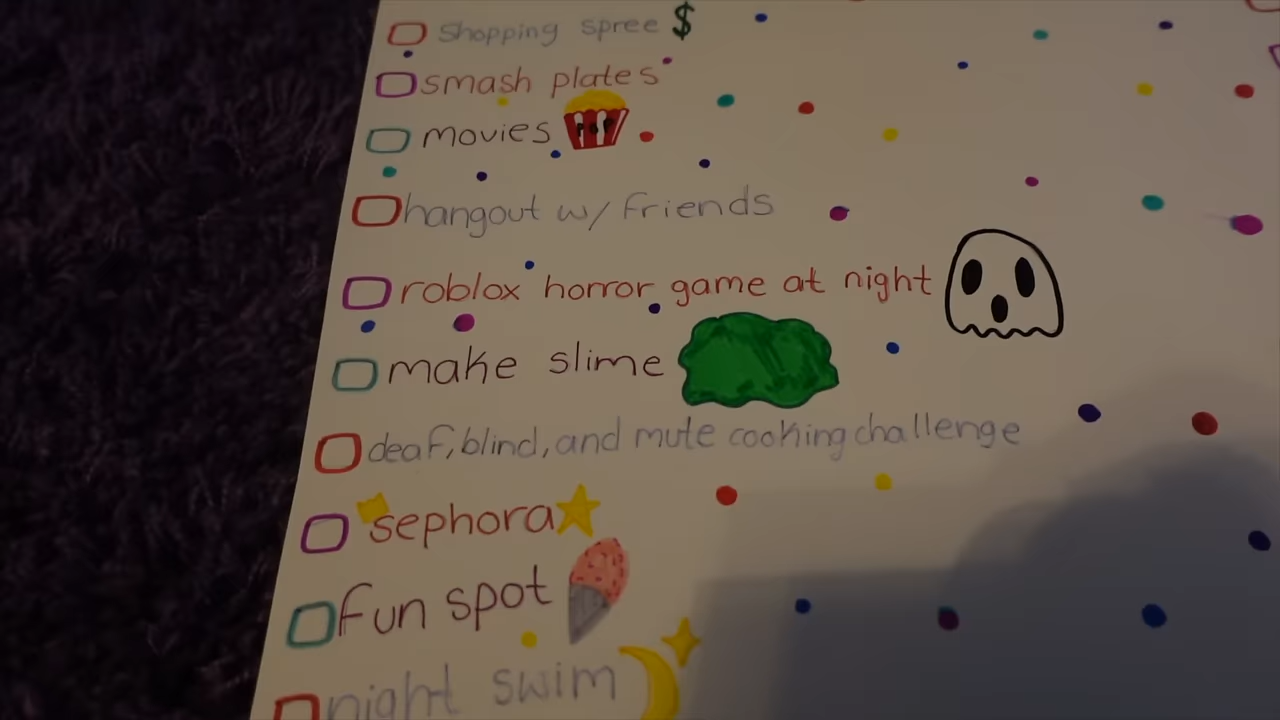 shopping spree $
smash plates
movies POP
hangout w/ friends
roblox horror game at night
make slime
deaf, blind, and mute cooking challenge
sephora
fun spot
night swim